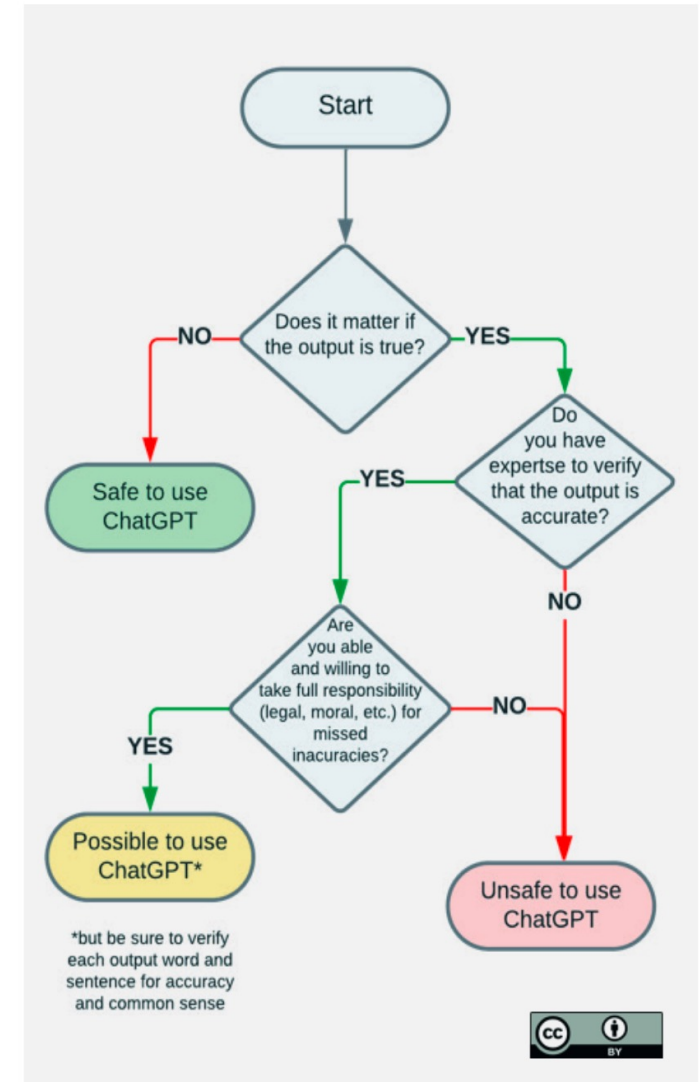 Start
Does it matter if
the output is true?
NO
YES
Safe to use
ChatGPT
Do
you have
expertse to verify
that the output is
accurate?
YES
NO
Are
you able
and willing to
take full responsibility
(legal, moral, etc.) for
missed
inacuracies?
YES
NO
Possible to use
ChatGPT*
Unsafe to use
ChatGPT
*but be sure to verify
each output word and
sentence for accuracy
and common sense
cc
BY